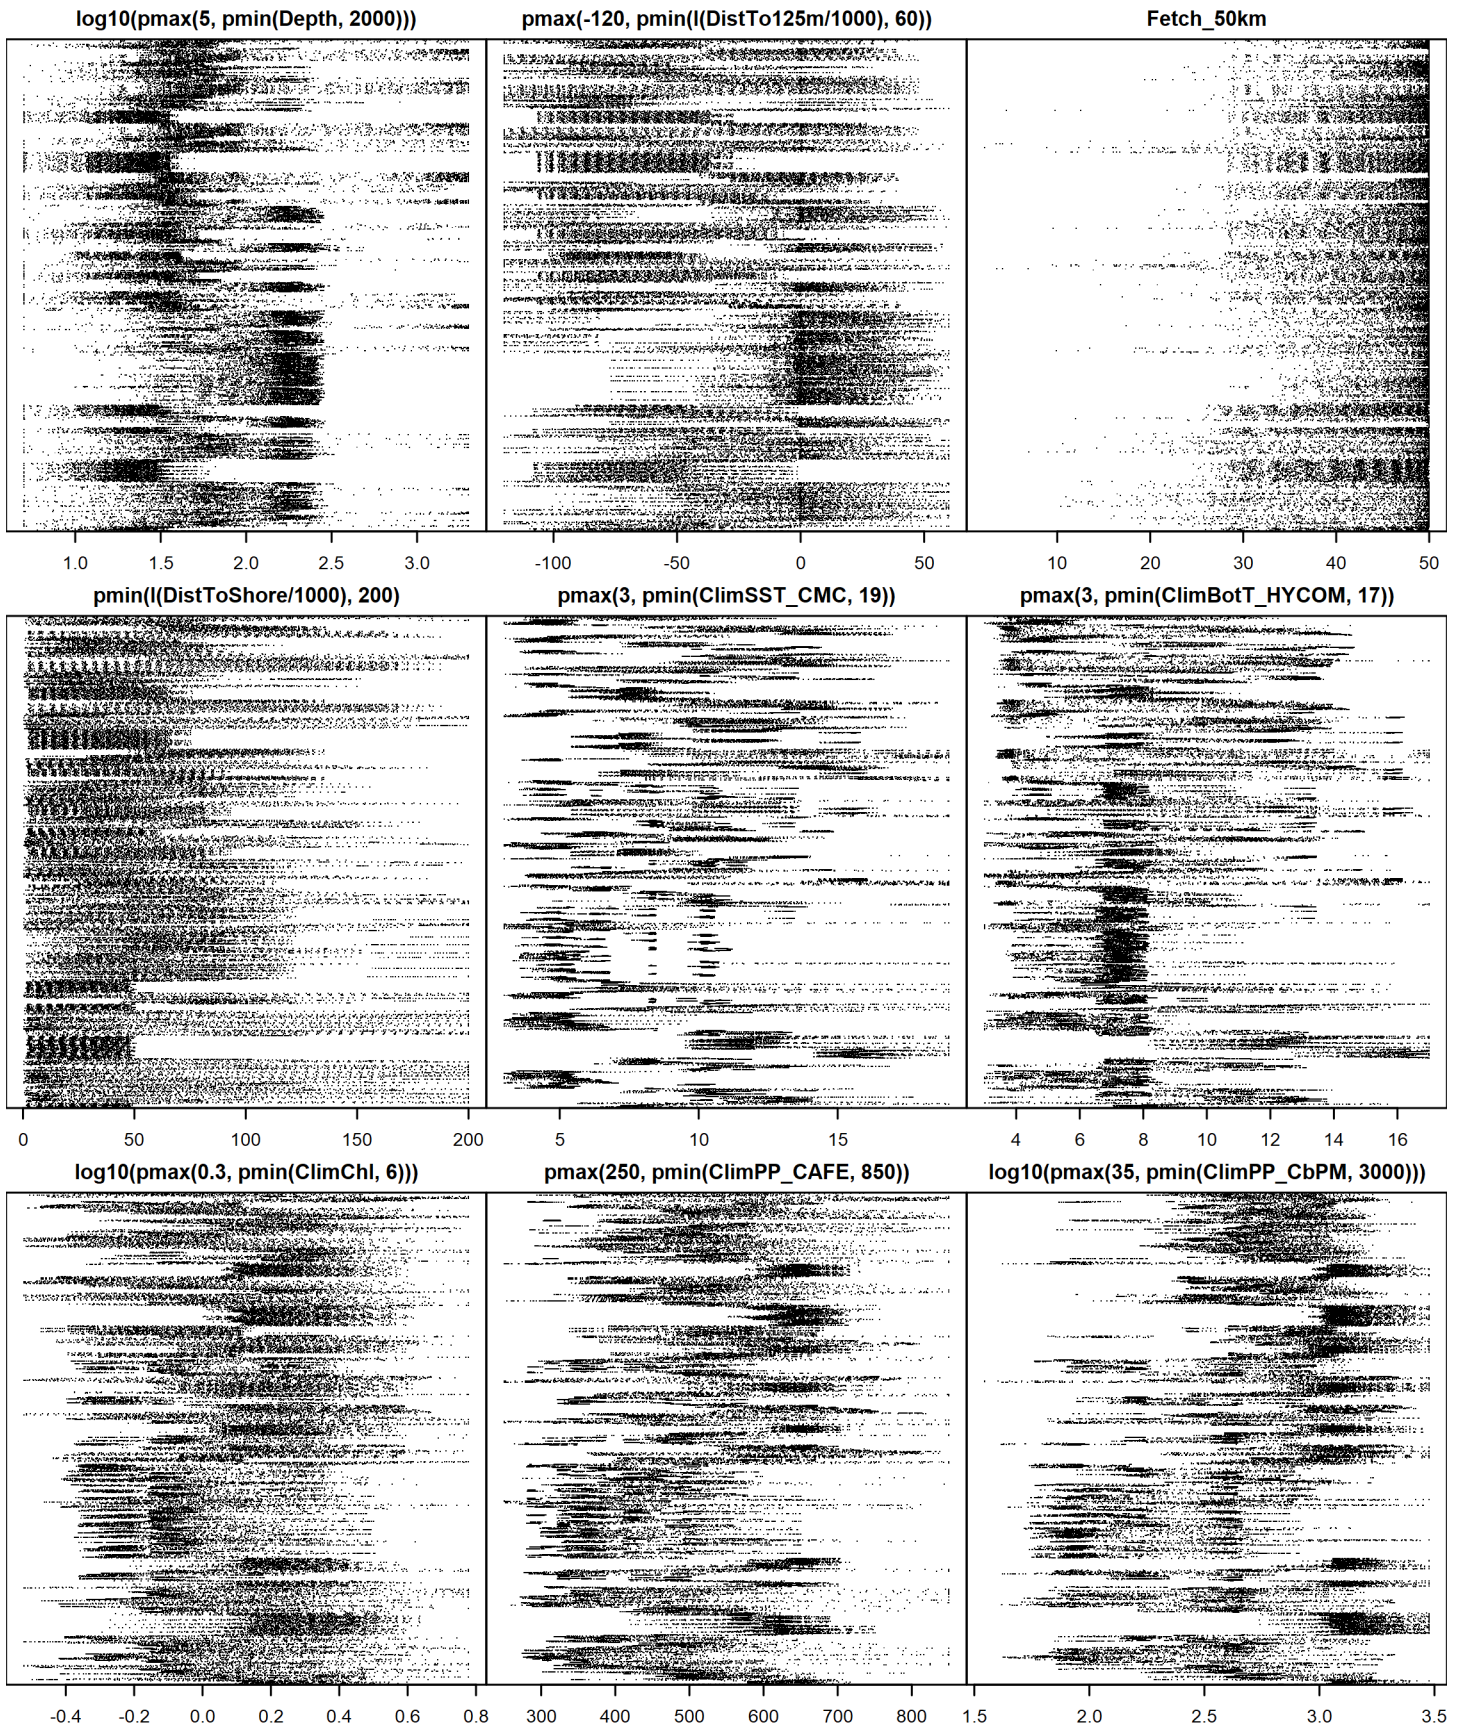 log10(pmax(5, pmin(Depth, 2000))) pmax(-120, pmin(I(DistTo125m/1000), 60)) Fetch_50km
1.0 1.5 2.0 2.5 3.0 -100 -50 0 50 10 20 30 40 50
pmin(I(DistToShore/1000), 200) pmax(3, pmin(ClimSST_CMC, 19)) pmax(3, pmin(ClimBotT_HYCOM, 17))
0 50 100 150 200 5 10 15 4 6 8 10 12 14 16
log10(pmax(0.3, pmin(ClimChl, 6))) pmax(250, pmin(ClimPP_CAFE, 850)) log10(pmax(35, pmin(ClimPP_CbPM, 3000)))
-0.4 -0.2 0.0 0.2 0.4 0.6 0.8 300 400 500 600 700 800 1.5 2.0 2.5 3.0 3.5